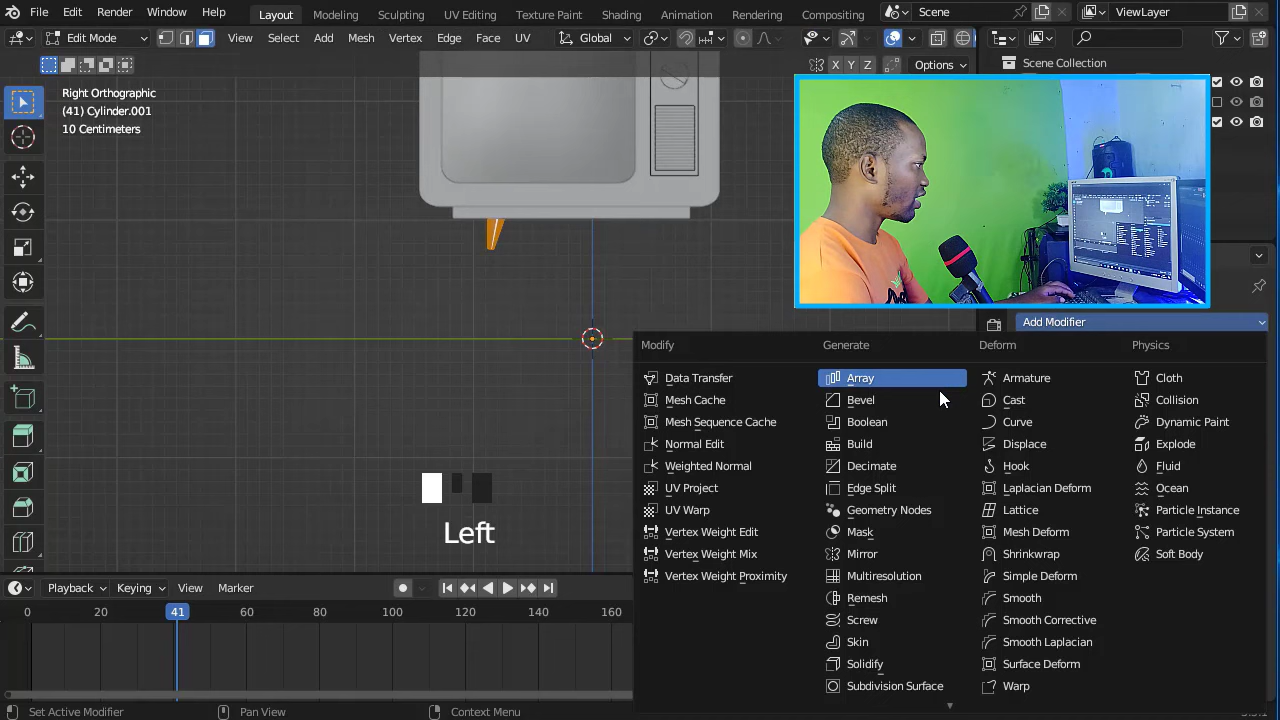 File Edit Render Window Help
Layout Modeling Sculpting UV Editing Texture Paint Shading Animation Rendering Compositing
Scene ViewLayer
Edit Mode View Select Add Mesh Vertex Edge Face UV Global
X Y Z Options
Scene Collection
Right Orthographic
(41) Cylinder.001
10 Centimeters
Add Modifier
Modify Generate Deform Physics
Data Transfer Array Armature Cloth
Mesh Cache Bevel Cast Collision
Mesh Sequence Cache Boolean Curve Dynamic Paint
Normal Edit Build Displace Explode
Weighted Normal Decimate Hook Fluid
UV Project Edge Split Laplacian Deform Ocean
UV Warp Geometry Nodes Lattice Particle Instance
Vertex Weight Edit Mask Mesh Deform Particle System
Vertex Weight Mix Mirror Shrinkwrap Soft Body
Vertex Weight Proximity Multiresolution Simple Deform
Remesh Smooth
Screw Smooth Corrective
Skin Smooth Laplacian
Solidify Surface Deform
Subdivision Surface Warp
Left
Playback Keying View Marker
0 20 41 60 80 100 120 140 160
Set Active Modifier Pan View Context Menu